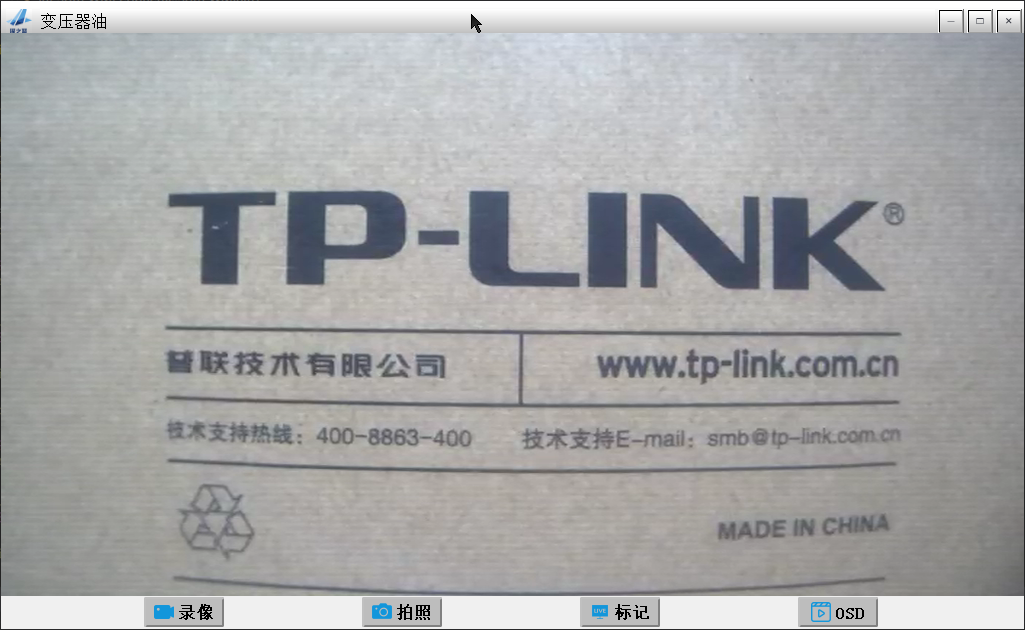 变压器油
TP-LINK®
普联技术有限公司
www.tp-link.com.cn
技术支持热线：400-8863-400
技术支持E-mail：smb@tp-link.com.cn
MADE IN CHINA
录像
拍照
LIVE 标记
OSD